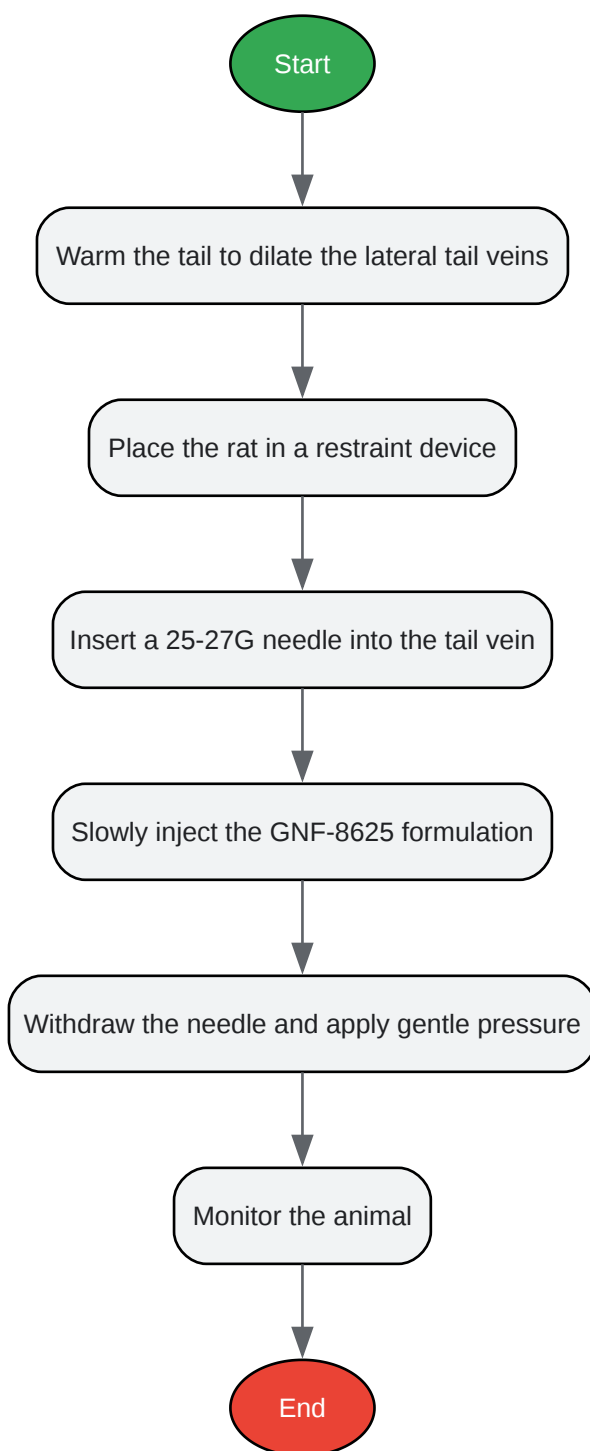 Start
Warm the tail to dilate the lateral tail veins
Place the rat in a restraint device
Insert a 25-27G needle into the tail vein
Slowly inject the GNF-8625 formulation
Withdraw the needle and apply gentle pressure
Monitor the animal
End